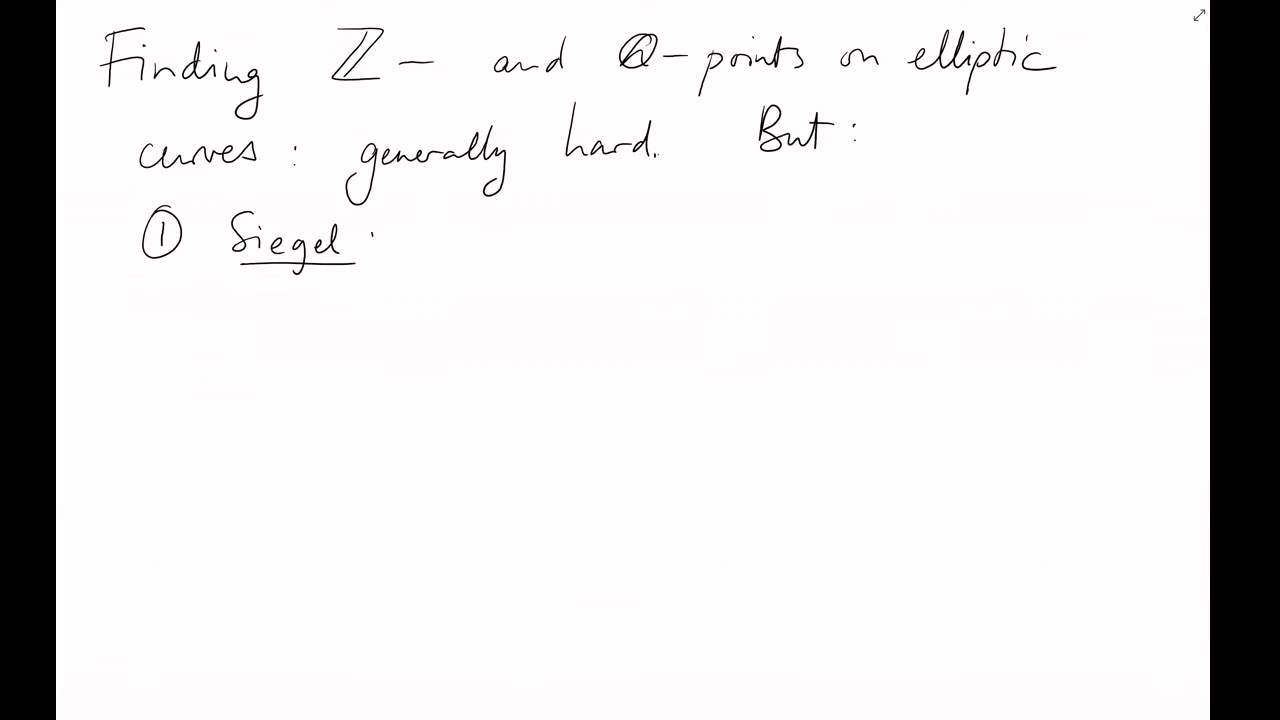 Finding ℤ- and ℚ-points on elliptic
curves: generally hard. But:
① Siegel: